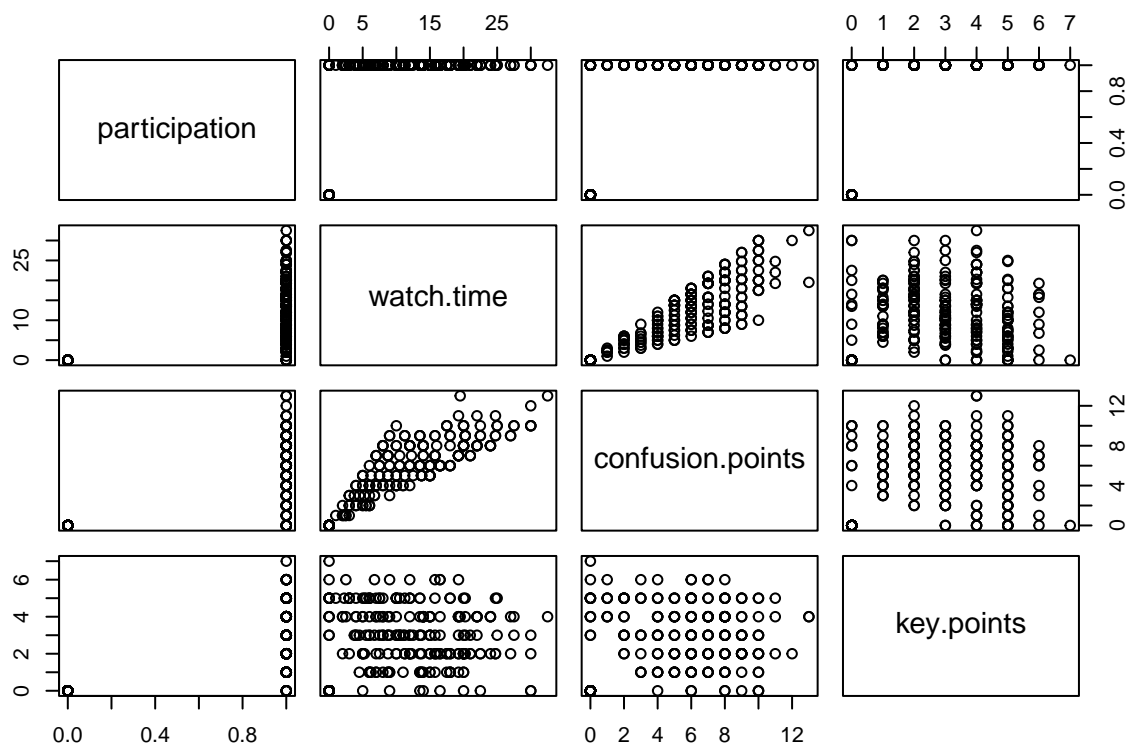 0 5 15 25
0 1 2 3 4 5 6 7
participation
0.0 0.4 0.8
0 10 25
watch.time
confusion.points
0 4 8 12
0 2 4 6
key.points
0.0 0.4 0.8
0 2 4 6 8 12